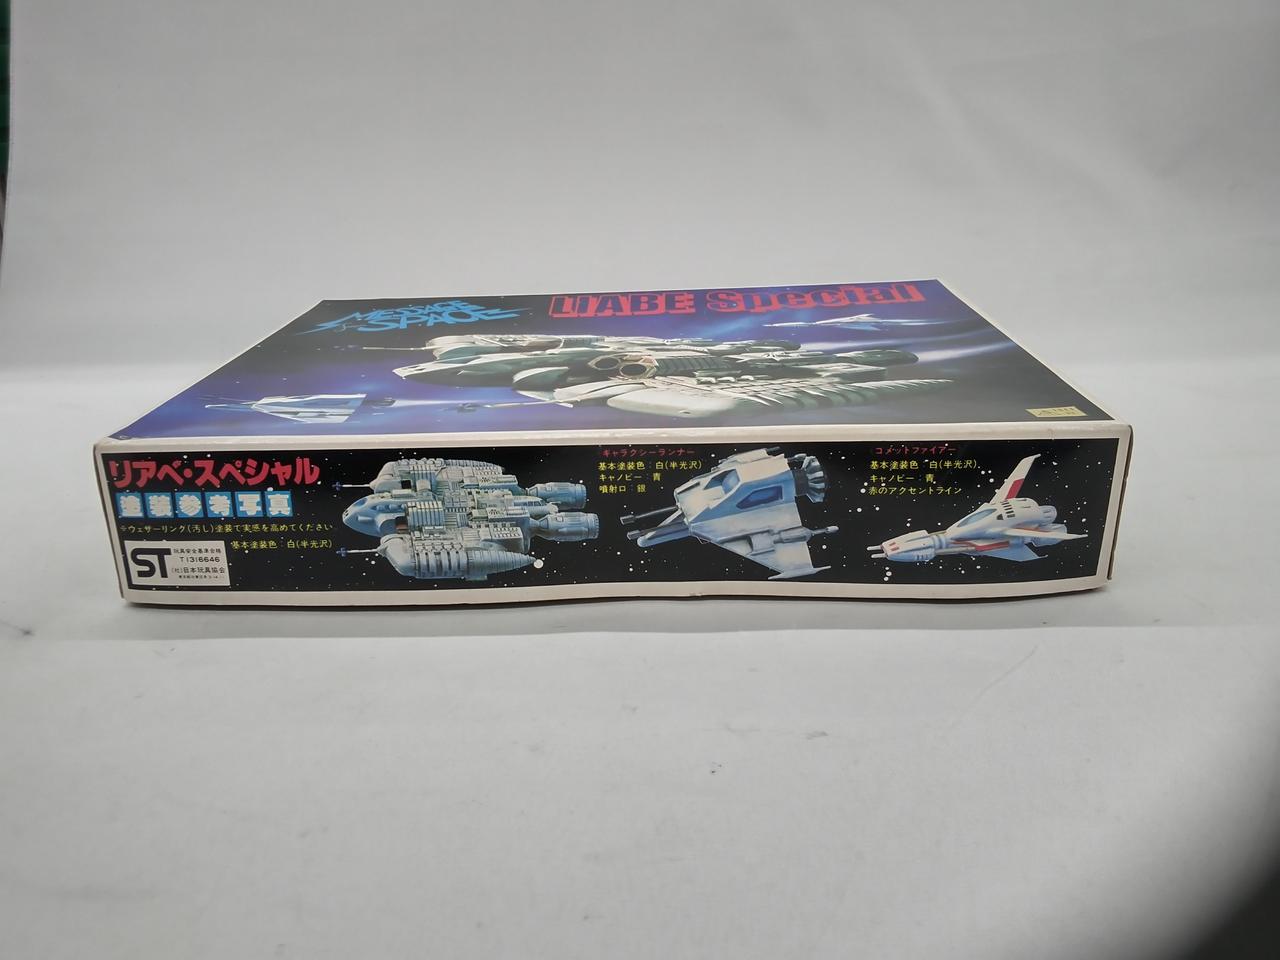 MESSAGE
from
SPACE
LIABE Special
リアベ・スペシャル
塗装参考写真
※ウェザーリング(汚し)塗装で実感を高めてください
基本塗装色：白(半光沢)
ST
玩具安全基準合格
T(3)6646
(社)日本玩具協会
ギャラクシーランナー
基本塗装色：白(半光沢)
キャノピー：青
噴射口：銀
コメットファイアー
基本塗装色：白(半光沢)
キャノピー：青
赤のアクセントライン